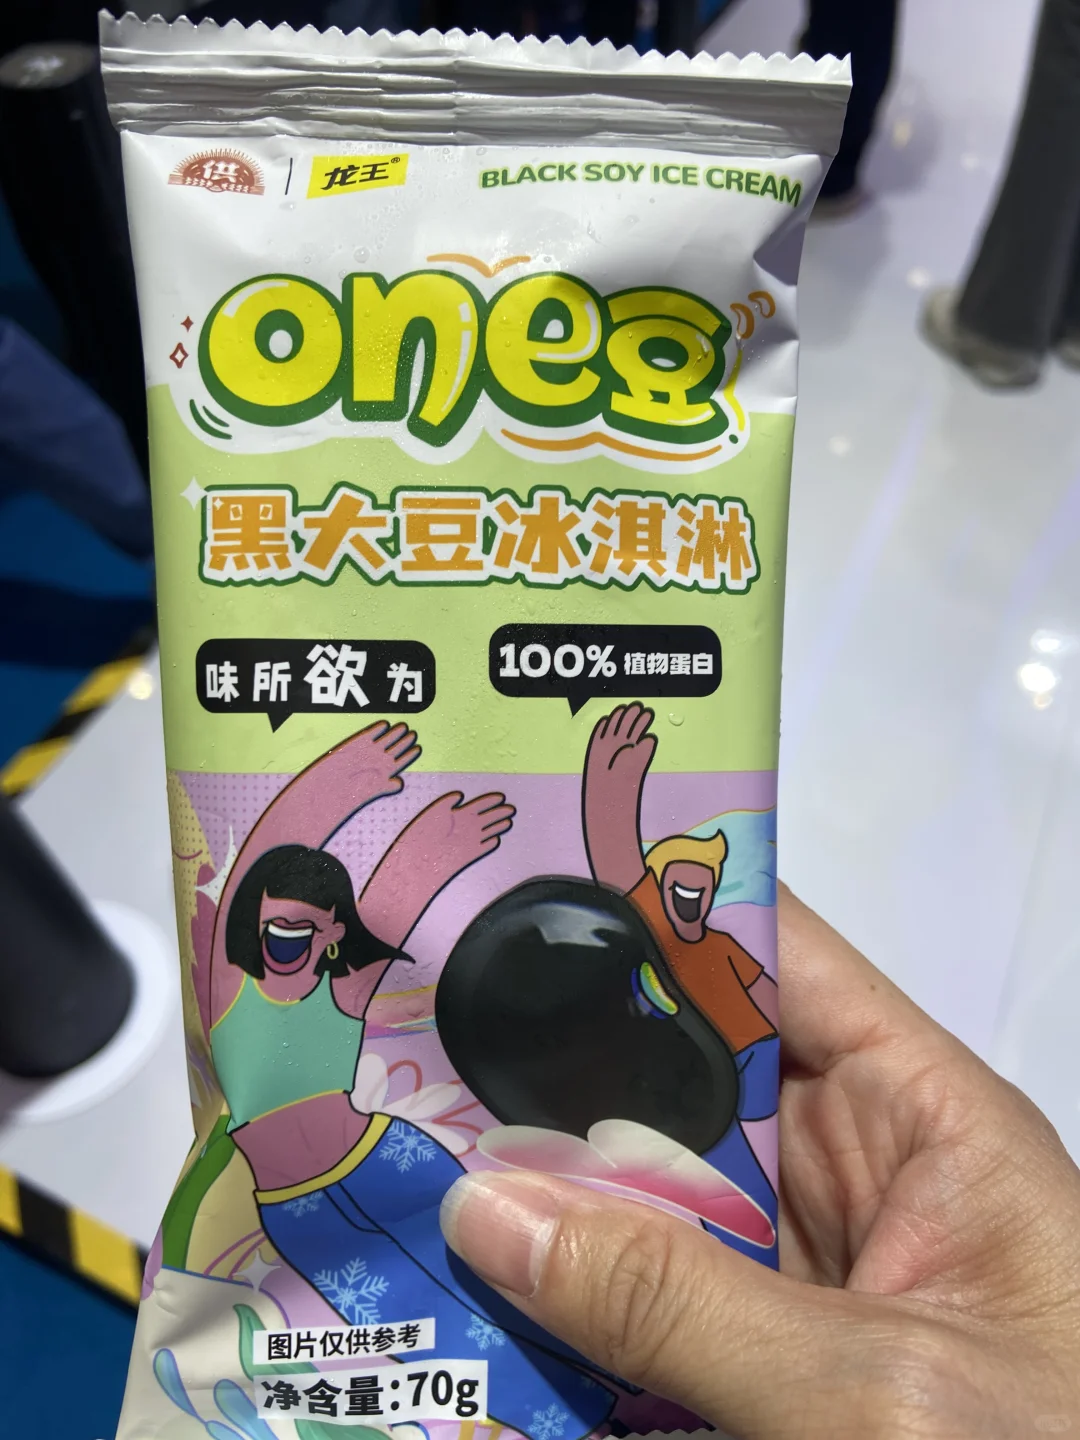 供 龙王® BLACK SOY ICE CREAM
one豆
黑大豆冰淇淋
味所欲为
100%植物蛋白
图片仅供参考
净含量:70g